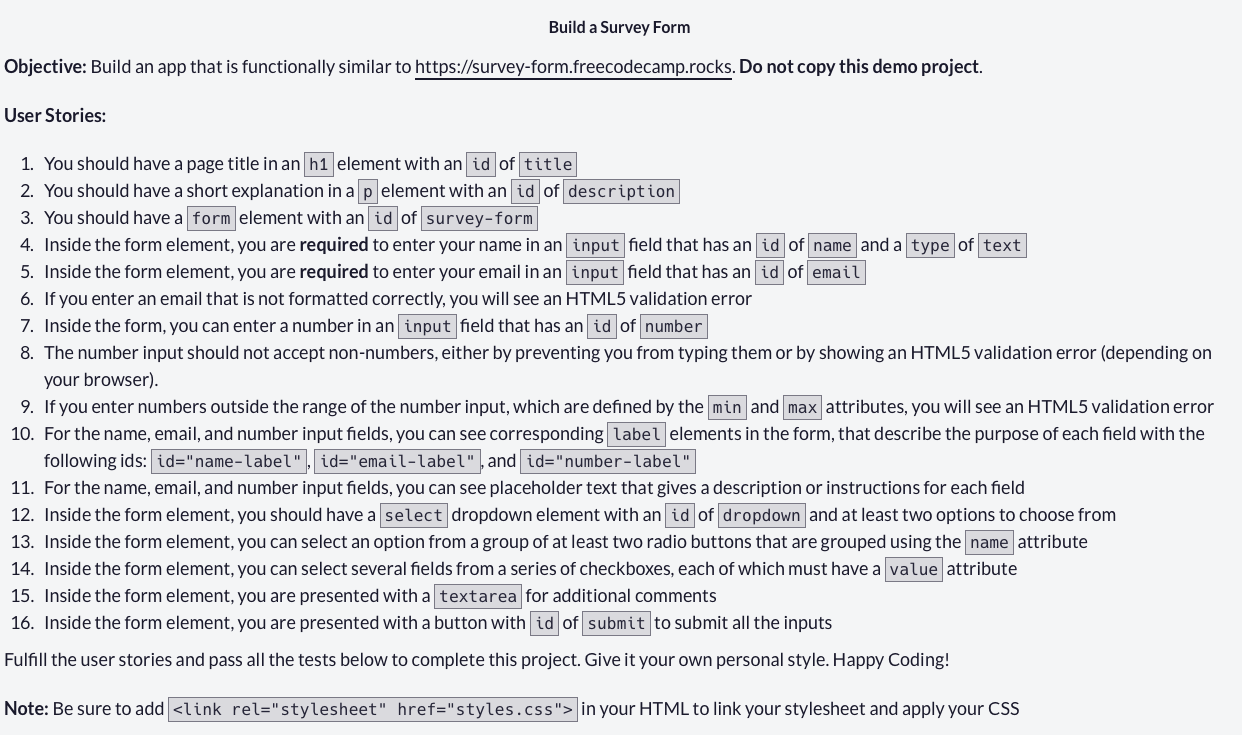 Build a Survey Form
Objective: Build an app that is functionally similar to https://survey-form.freecodecamp.rocks. Do not copy this demo project.
User Stories:
1. You should have a page title in an h1 element with an id of title
2. You should have a short explanation in a p element with an id of description
3. You should have a form element with an id of survey-form
4. Inside the form element, you are required to enter your name in an input field that has an id of name and a type of text
5. Inside the form element, you are required to enter your email in an input field that has an id of email
6. If you enter an email that is not formatted correctly, you will see an HTML5 validation error
7. Inside the form, you can enter a number in an input field that has an id of number
8. The number input should not accept non-numbers, either by preventing you from typing them or by showing an HTML5 validation error (depending on
your browser).
9. If you enter numbers outside the range of the number input, which are defined by the min and max attributes, you will see an HTML5 validation error
10. For the name, email, and number input fields, you can see corresponding label elements in the form, that describe the purpose of each field with the
following ids: id="name-label", id="email-label", and id="number-label"
11. For the name, email, and number input fields, you can see placeholder text that gives a description or instructions for each field
12. Inside the form element, you should have a select dropdown element with an id of dropdown and at least two options to choose from
13. Inside the form element, you can select an option from a group of at least two radio buttons that are grouped using the name attribute
14. Inside the form element, you can select several fields from a series of checkboxes, each of which must have a value attribute
15. Inside the form element, you are presented with a textarea for additional comments
16. Inside the form element, you are presented with a button with id of submit to submit all the inputs
Fulfill the user stories and pass all the tests below to complete this project. Give it your own personal style. Happy Coding!
Note: Be sure to add <link rel="stylesheet" href="styles.css"> in your HTML to link your stylesheet and apply your CSS